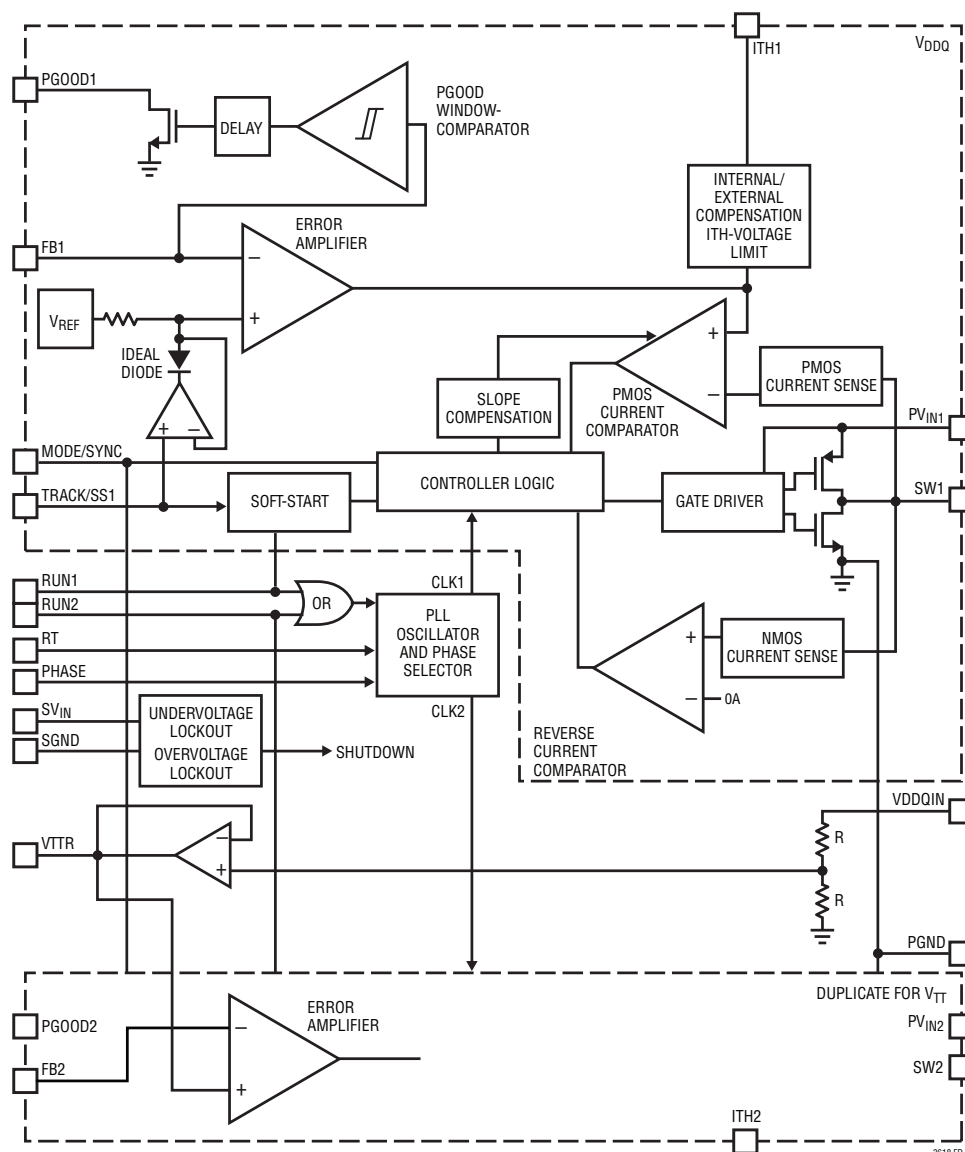 ITH1
VDDQ
PGOOD1
PGOOD
WINDOW-
COMPARATOR
DELAY
INTERNAL/
EXTERNAL
COMPENSATION
ITH-VOLTAGE
LIMIT
ERROR
AMPLIFIER
FB1
−
+
VREF
IDEAL
DIODE
+
−
+
−
PMOS
CURRENT SENSE
SLOPE
COMPENSATION
PMOS
CURRENT
COMPARATOR
PVIN1
MODE/SYNC
CONTROLLER LOGIC
TRACK/SS1
SOFT-START
GATE DRIVER
SW1
RUN1
RUN2
OR
CLK1
PLL
OSCILLATOR
AND PHASE
SELECTOR
CLK2
RT
PHASE
+
−
NMOS
CURRENT SENSE
0A
SVIN
SGND
UNDERVOLTAGE
LOCKOUT
OVERVOLTAGE
LOCKOUT
SHUTDOWN
REVERSE
CURRENT
COMPARATOR
VDDQIN
VTTR
−
+
R
R
PGND
DUPLICATE FOR VTT
PGOOD2
ERROR
AMPLIFIER
−
+
PVIN2
FB2
SW2
ITH2
3618 FD